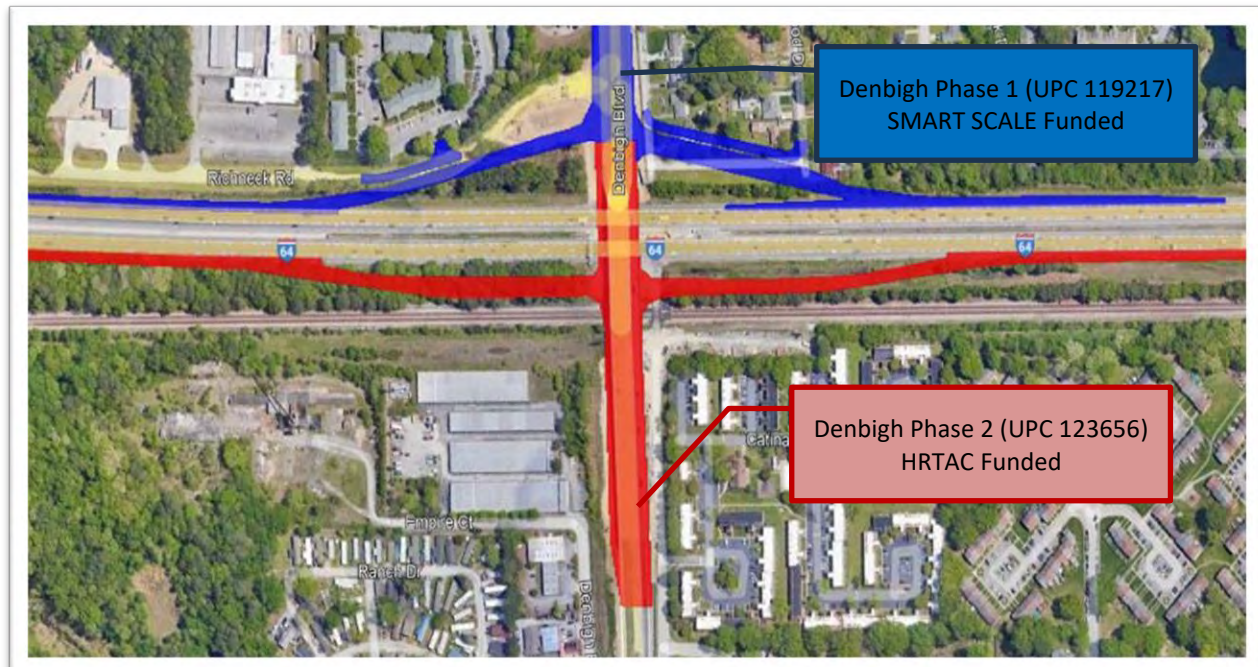 Denbigh Phase 1 (UPC 119217)
SMART SCALE Funded
Denbigh Blvd
Richneck Rd
64
64
64
Denbigh Phase 2 (UPC 123656)
HRTAC Funded
Catina
Empire Ct
Ranch Dr